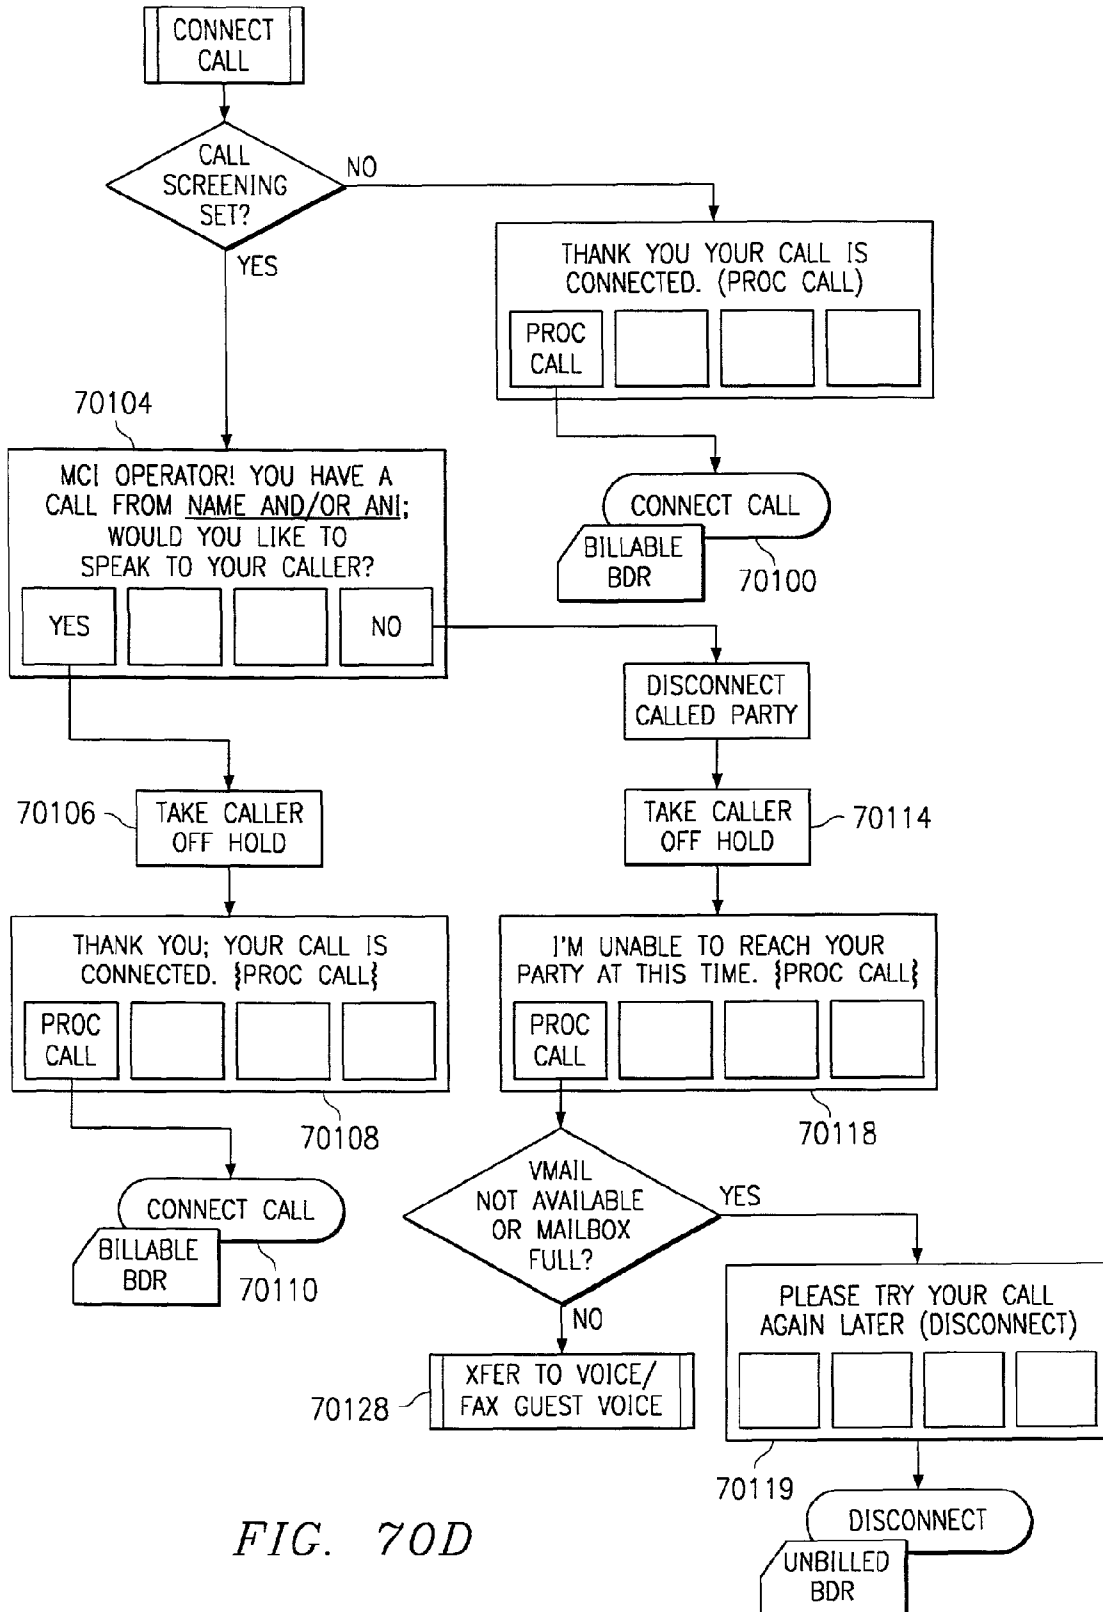 CONNECT
CALL
CALL
SCREENING
SET?
NO
YES
THANK YOU YOUR CALL IS
CONNECTED. (PROC CALL)
PROC
CALL
CONNECT CALL
BILLABLE
BDR
70100
70104
MCI OPERATOR! YOU HAVE A
CALL FROM NAME AND/OR ANI;
WOULD YOU LIKE TO
SPEAK TO YOUR CALLER?
YES
NO
DISCONNECT
CALLED PARTY
70106
TAKE CALLER
OFF HOLD
TAKE CALLER
OFF HOLD
70114
THANK YOU; YOUR CALL IS
CONNECTED. {PROC CALL}
PROC
CALL
70108
CONNECT CALL
BILLABLE
BDR
70110
I'M UNABLE TO REACH YOUR
PARTY AT THIS TIME. {PROC CALL}
PROC
CALL
70118
VMAIL
NOT AVAILABLE
OR MAILBOX
FULL?
YES
NO
70128
XFER TO VOICE/
FAX GUEST VOICE
PLEASE TRY YOUR CALL
AGAIN LATER (DISCONNECT)
70119
DISCONNECT
UNBILLED
BDR
FIG. 70D